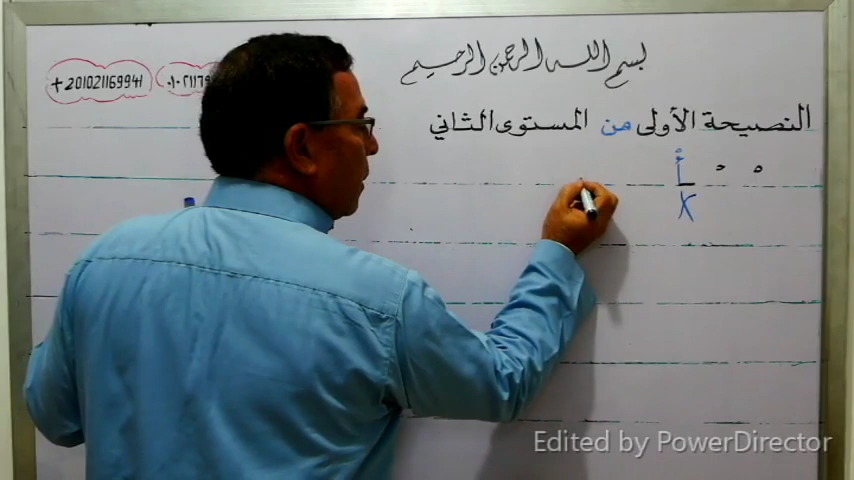 بسم الله الرحمن الرحيم
+201021169941
النصيحة الأولى من المستوى الثاني
Edited by PowerDirector